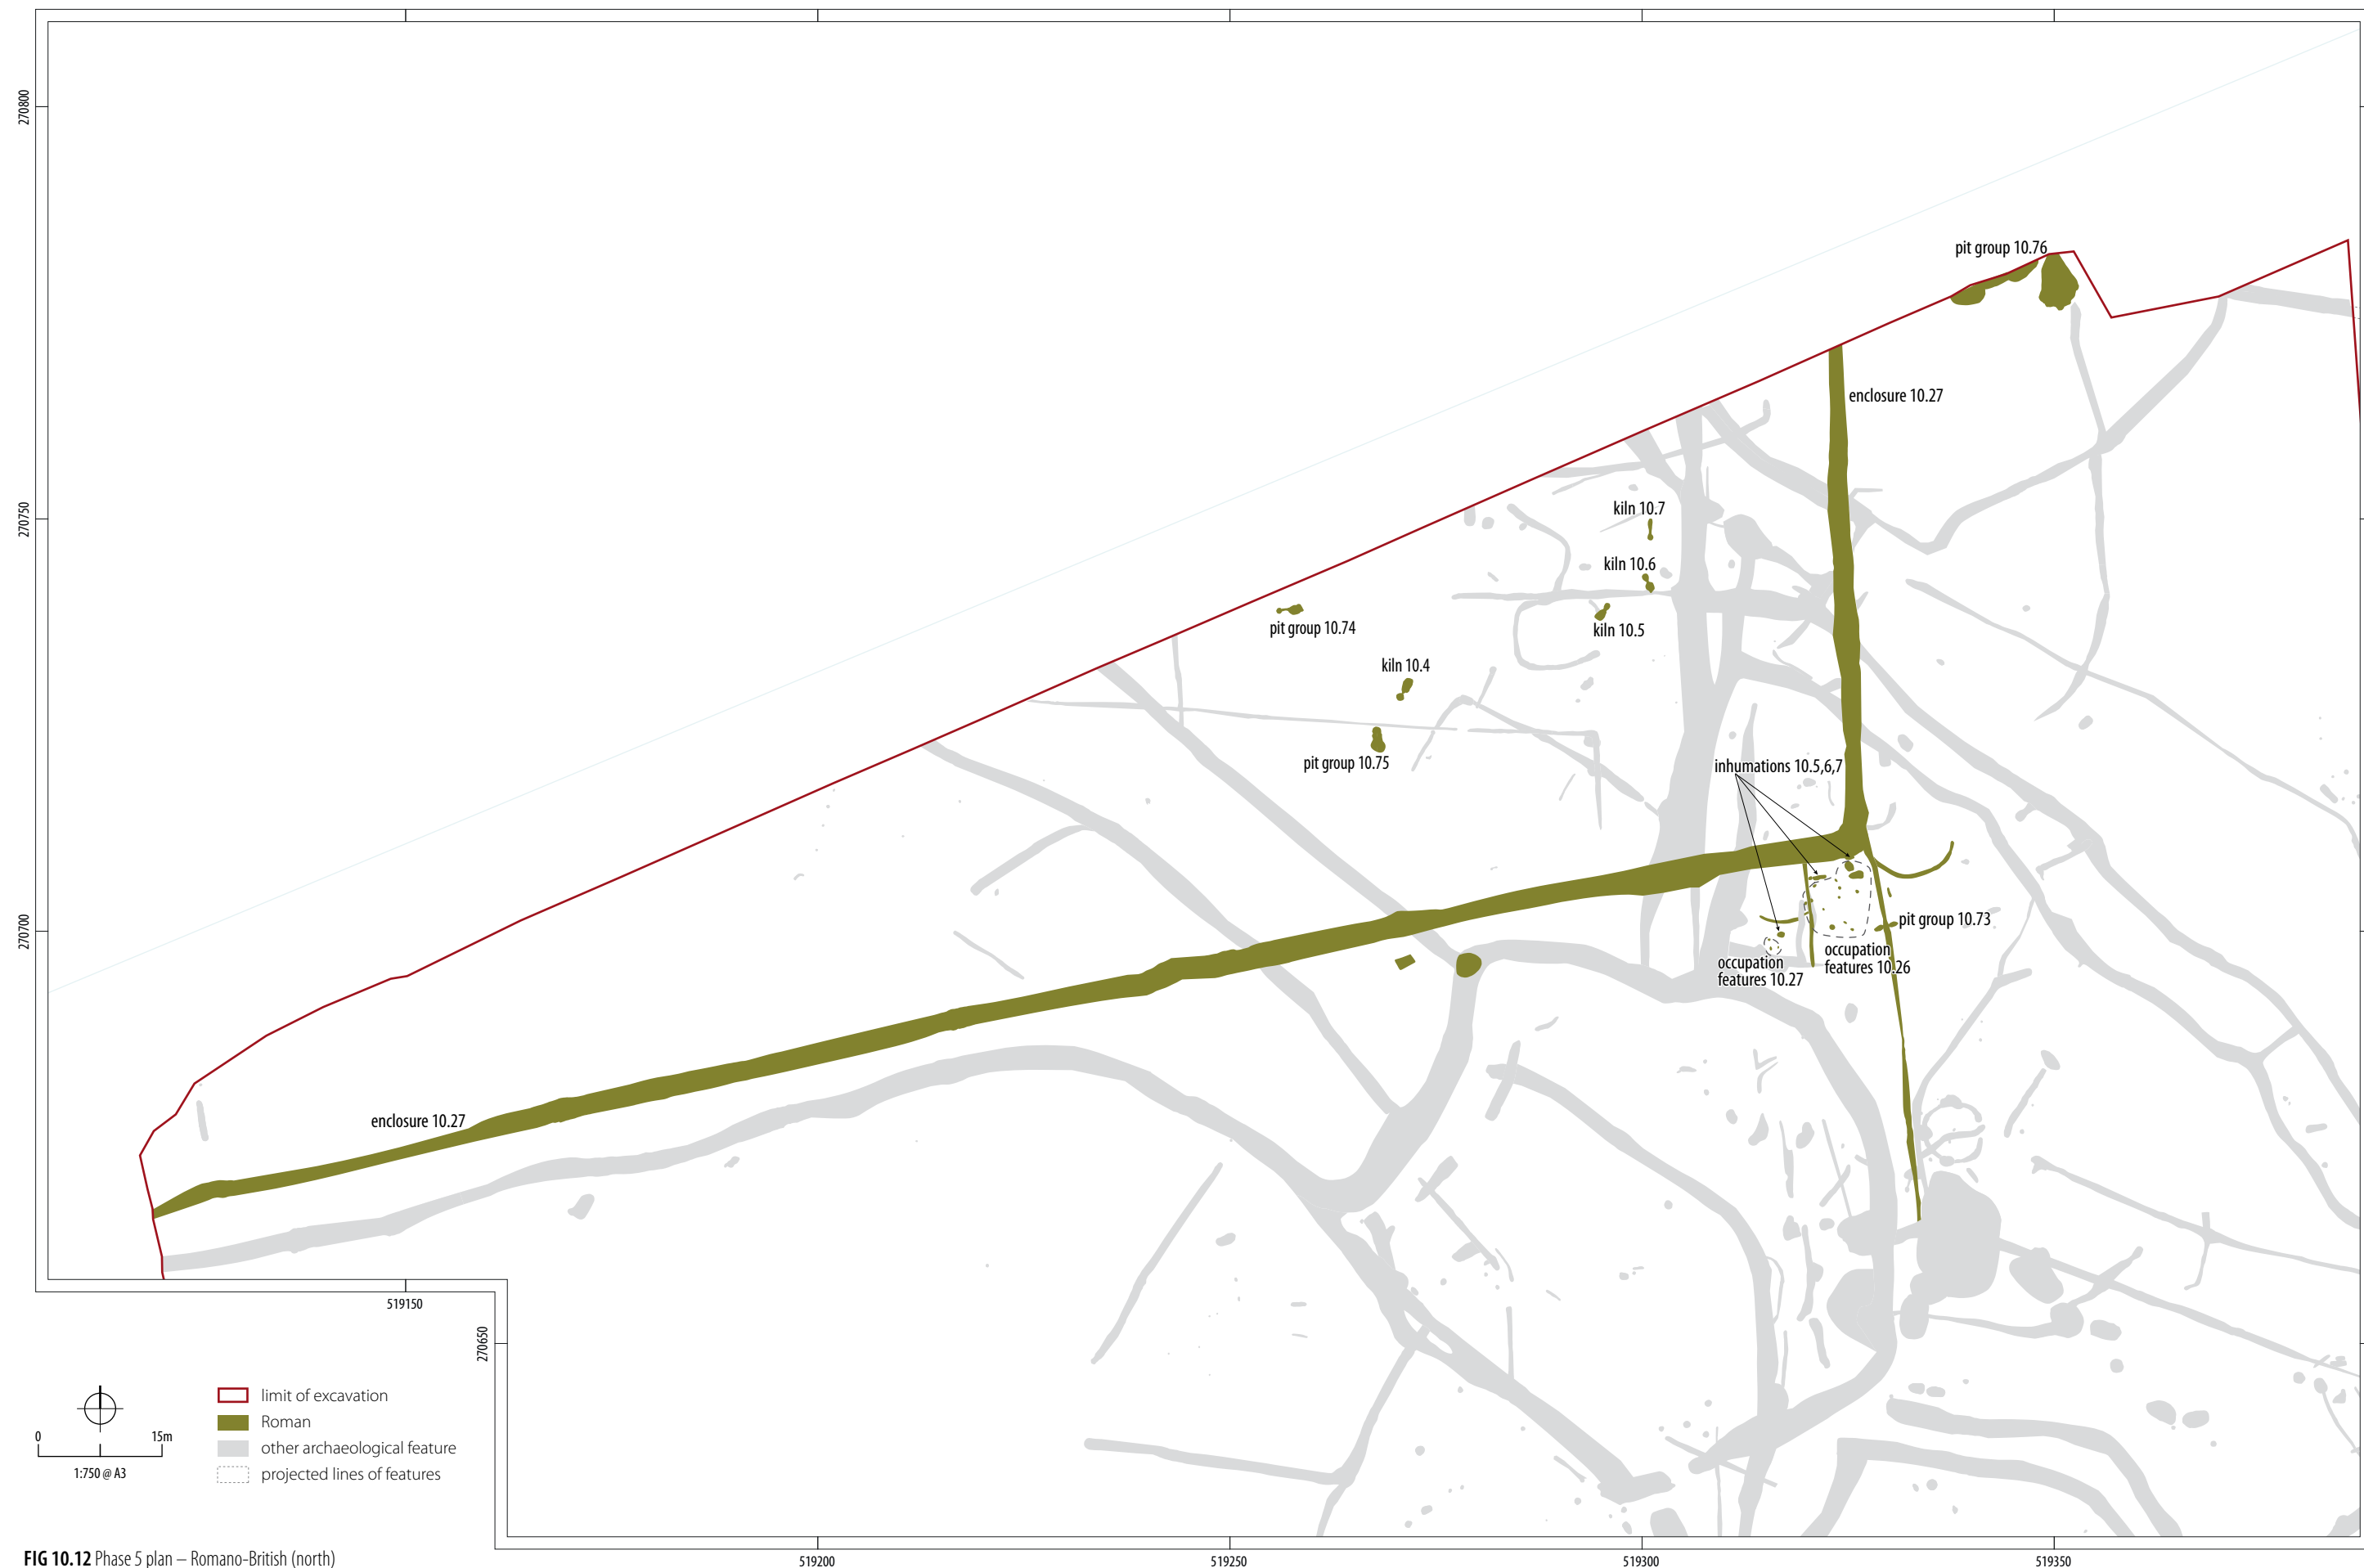 270800
pit group 10.76
enclosure 10.27
270750
kiln 10.7
kiln 10.6
kiln 10.5
pit group 10.74
kiln 10.4
pit group 10.75
inhumations 10.5,6,7
270700
pit group 10.73
occupation
features 10.26
occupation
features 10.27
enclosure 10.27
519150
270650
0 15m
1:750 @ A3
limit of excavation
Roman
other archaeological feature
projected lines of features
FIG 10.12 Phase 5 plan – Romano-British (north)
519200
519250
519300
519350